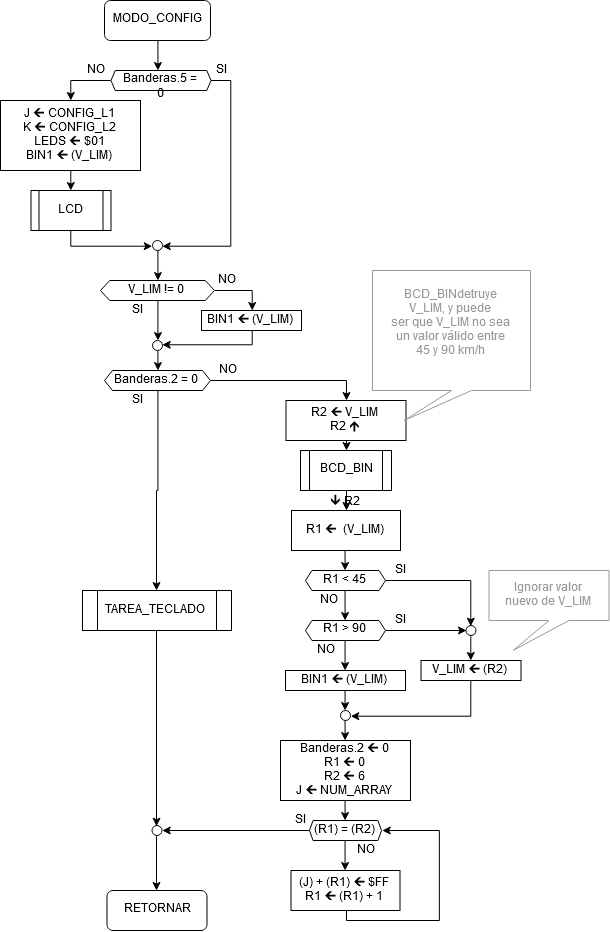 MODO_CONFIG
NO
Banderas.5 =
0
SI
J ← CONFIG_L1
K ← CONFIG_L2
LEDS ← $01
BIN1 ← (V_LIM)
LCD
V_LIM != 0
NO
SI
BIN1 ← (V_LIM)
BCD_BINdetruye
V_LIM, y puede
ser que V_LIM no sea
un valor válido entre
45 y 90 km/h
Banderas.2 = 0
NO
SI
R2 ← V_LIM
R2 ↑
BCD_BIN
↓ R2
R1 ← (V_LIM)
R1 < 45
SI
NO
Ignorar valor
nuevo de V_LIM
TAREA_TECLADO
R1 > 90
SI
NO
BIN1 ← (V_LIM)
V_LIM ← (R2)
Banderas.2 ← 0
R1 ← 0
R2 ← 6
J ← NUM_ARRAY
SI
(R1) = (R2)
NO
(J) + (R1) ← $FF
R1 ← (R1) + 1
RETORNAR